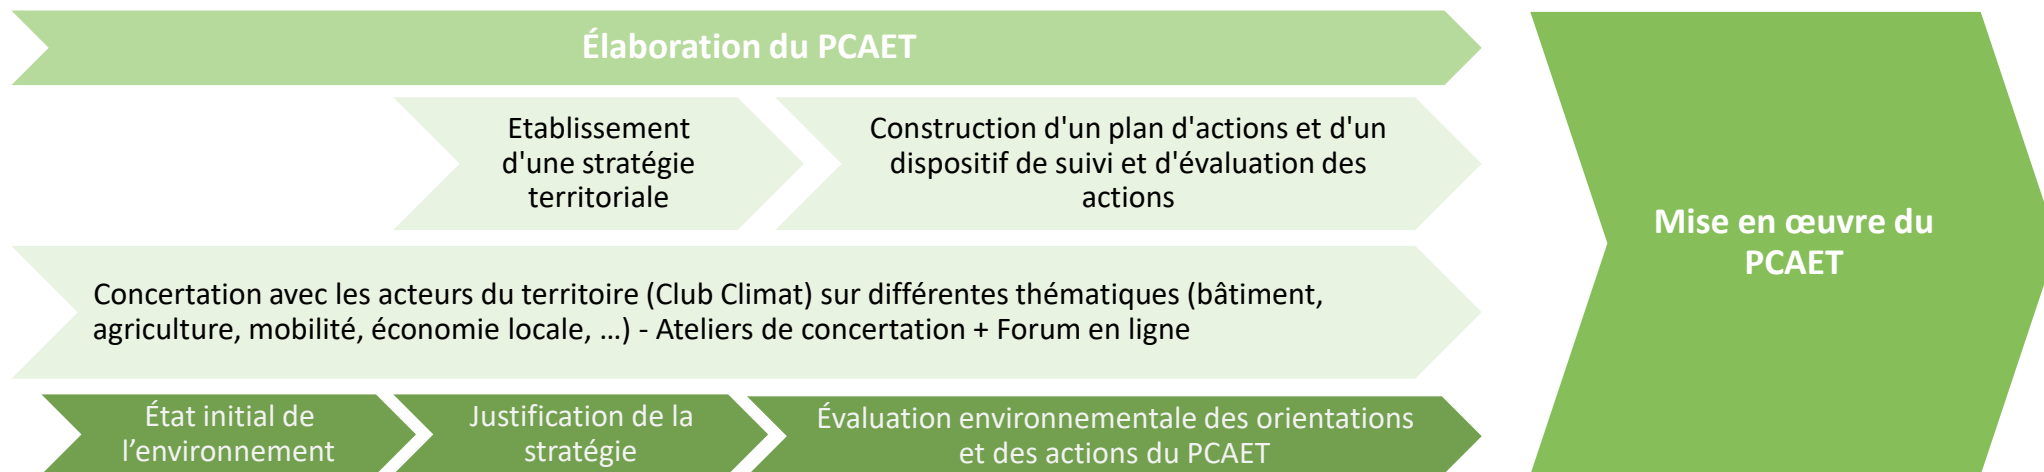 Élaboration du PCAET
Etablissement
d'une stratégie
territoriale
Construction d'un plan d'actions et d'un
dispositif de suivi et d'évaluation des
actions
Concertation avec les acteurs du territoire (Club Climat) sur différentes thématiques (bâtiment,
agriculture, mobilité, économie locale, …) - Ateliers de concertation + Forum en ligne
État initial de
l’environnement
Justification de la
stratégie
Évaluation environnementale des orientations
et des actions du PCAET
Mise en œuvre du
PCAET